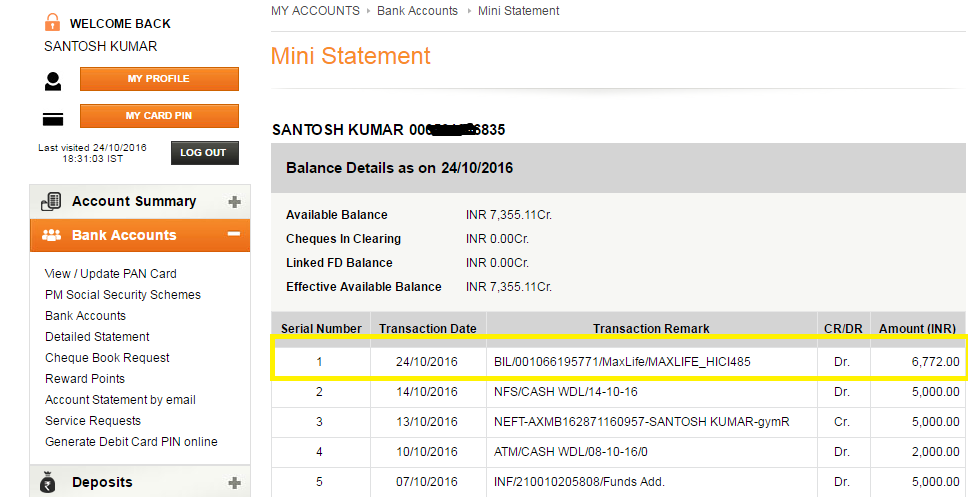 MY ACCOUNTS Bank Accounts Mini Statement
WELCOME BACK
SANTOSH KUMAR
MY PROFILE
MY CARD PIN
Last visited 24/10/2016
18:31:03 IST
LOG OUT
Account Summary
Bank Accounts
View / Update PAN Card
PM Social Security Schemes
Bank Accounts
Detailed Statement
Cheque Book Request
Reward Points
Account Statement by email
Service Requests
Generate Debit Card PIN online
Deposits
Mini Statement
SANTOSH KUMAR
Balance Details as on 24/10/2016
Available Balance INR 7,355.11Cr.
Cheques In Clearing INR 0.00Cr.
Linked FD Balance INR 0.00Cr.
Effective Available Balance INR 7,355.11Cr.
Serial Number Transaction Date Transaction Remark CR/DR Amount (INR)
1 24/10/2016 BIL/001066195771/MaxLife/MAXLIFE_HICI485 Dr. 6,772.00
2 14/10/2016 NFS/CASH WDL/14-10-16 Dr. 5,000.00
3 13/10/2016 NEFT-AXMB162871160957-SANTOSH KUMAR-gymR Cr. 5,000.00
4 10/10/2016 ATM/CASH WDL/08-10-16/0 Dr. 2,000.00
5 07/10/2016 INF/210010205808/Funds Add. Dr. 5,000.00